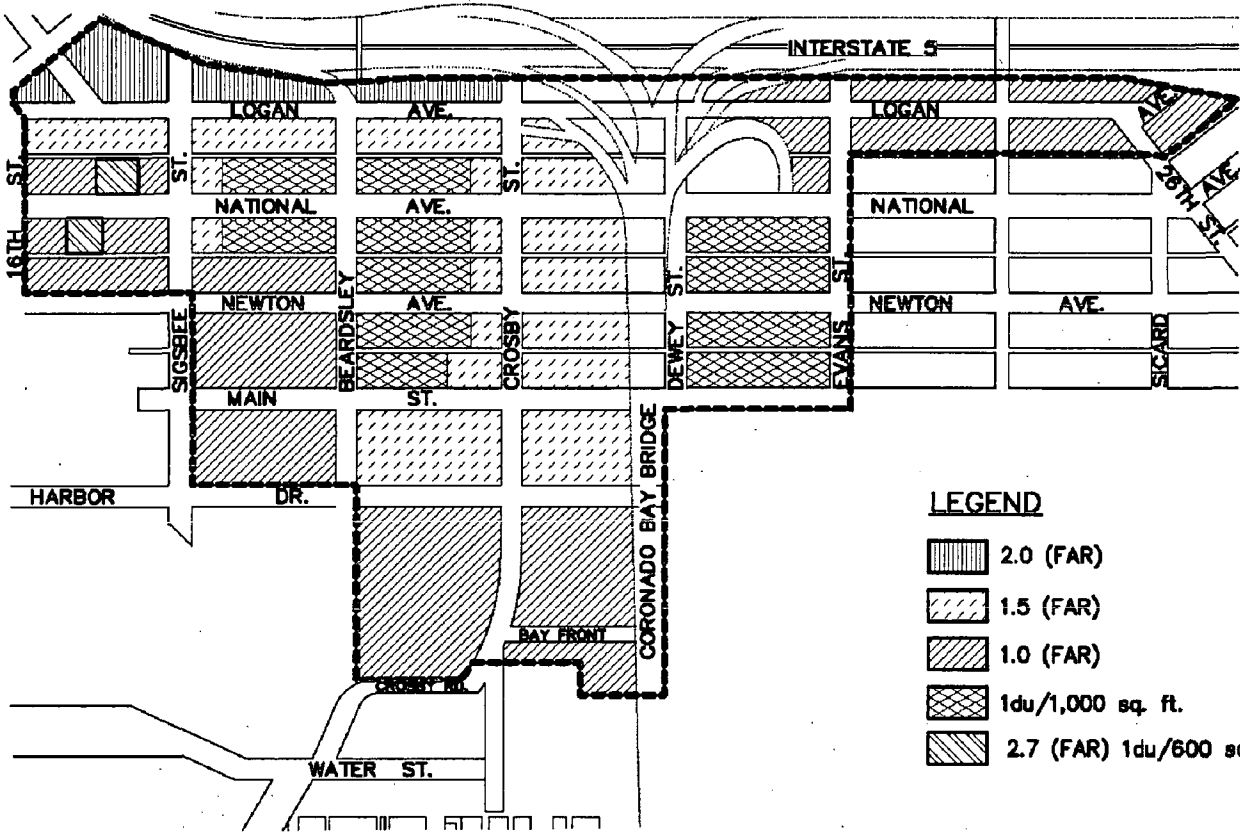 INTERSTATE 5
LOGAN AVE. LOGAN AVE.
16TH ST.
ST.
ST.
26TH ST.
AVE.
NATIONAL AVE. NATIONAL
NEWTON AVE. NEWTON AVE.
SIGSBEE
BEARDSLEY
CROSBY
DEWEY ST.
EVANS ST.
SICARD
MAIN ST.
HARBOR DR.
CORONADO BAY BRIDGE
BAY FRONT
CROSBY RD.
WATER ST.
LEGEND
2.0 (FAR)
1.5 (FAR)
1.0 (FAR)
1du/1,000 sq. ft.
2.7 (FAR) 1du/600